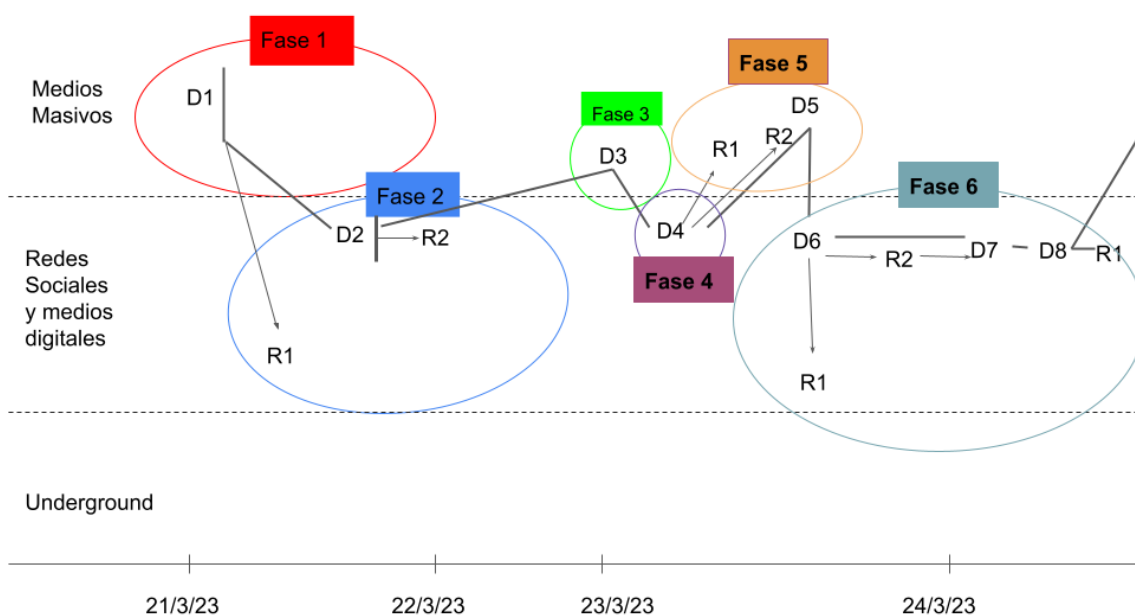 Fase 1
Medios
Masivos
D1
Fase 2
D2
R2
Redes
Sociales
y medios
digitales
R1
Fase 3
D3
D4
Fase 4
Fase 5
D5
R1
R2
Fase 6
D6
R2
D7
D8
R1
R1
Underground
21/3/23
22/3/23
23/3/23
24/3/23